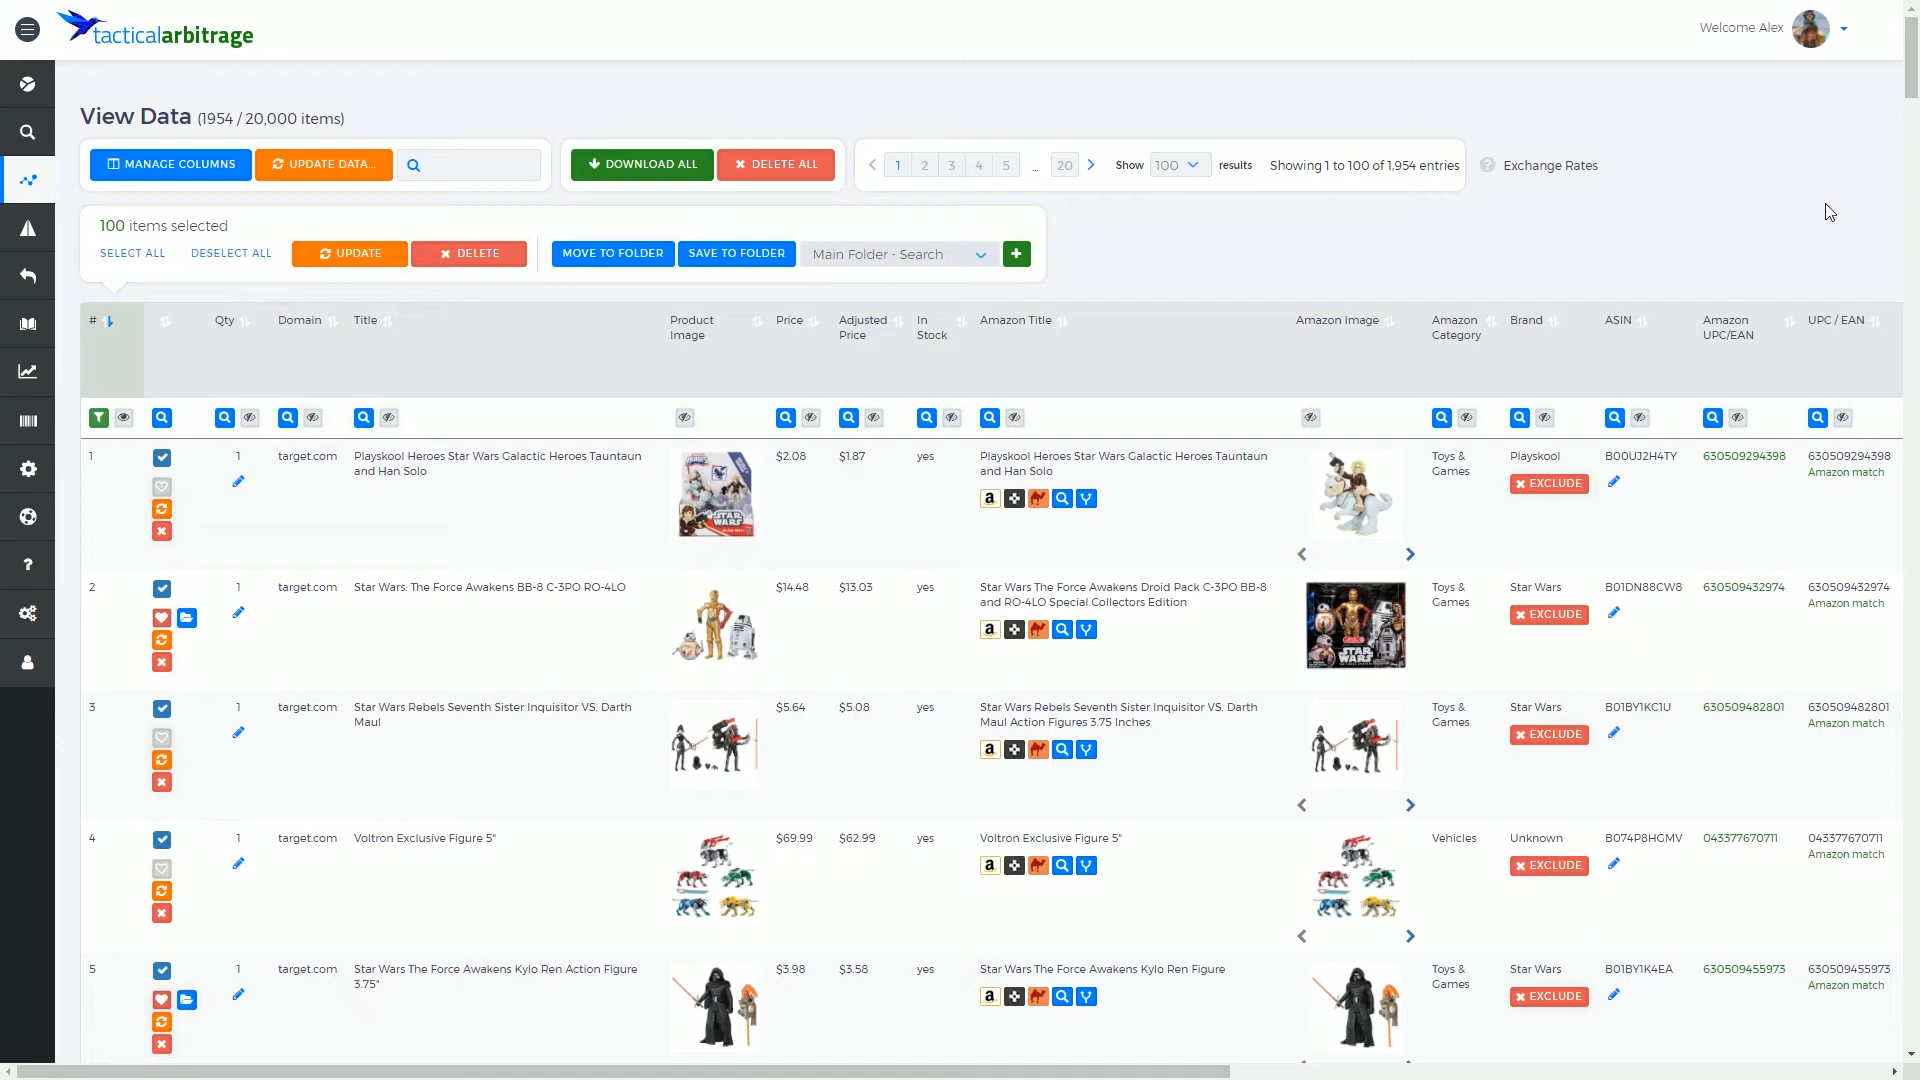 tacticalarbitrage
Welcome Alex
View Data (1954 / 20,000 items)
MANAGE COLUMNS
UPDATE DATA...
DOWNLOAD ALL
DELETE ALL
1 2 3 4 5 ... 20
Show 100 results
Showing 1 to 100 of 1,954 entries
Exchange Rates
100 items selected
SELECT ALL
DESELECT ALL
UPDATE
DELETE
MOVE TO FOLDER
SAVE TO FOLDER
Main Folder - Search
# Qty Domain Title Product Price Adjusted In Amazon Title Amazon Image Amazon Brand ASIN Amazon UPC / EAN
Image Price Stock Category UPC/EAN
1 1 target.com Playskool Heroes Star Wars Galactic Heroes Tauntaun $2.08 $1.87 yes Playskool Heroes Star Wars Galactic Heroes Tauntaun Toys & Playskool B00UJ2H4TY 630509294398 630509294398
and Han Solo and Han Solo Games Amazon match
EXCLUDE
2 1 target.com Star Wars: The Force Awakens BB-8 C-3PO RO-4LO $14.48 $13.03 yes Star Wars The Force Awakens Droid Pack C-3PO BB-8 Toys & Star Wars B01DN88CW8 630509432974 630509432974
and RO-4LO Special Collectors Edition Games Amazon match
EXCLUDE
3 1 target.com Star Wars Rebels Seventh Sister Inquisitor VS. Darth $5.64 $5.08 yes Star Wars Rebels Seventh Sister Inquisitor VS. Darth Toys & Star Wars B01BY1KC1U 630509482801 630509482801
Maul Maul Action Figures 3.75 Inches Games Amazon match
EXCLUDE
4 1 target.com Voltron Exclusive Figure 5" $69.99 $62.99 yes Voltron Exclusive Figure 5" Vehicles Unknown B074P8HGMV 043377670711 043377670711
Amazon match
EXCLUDE
5 1 target.com Star Wars The Force Awakens Kylo Ren Action Figure $3.98 $3.58 yes Star Wars The Force Awakens Kylo Ren Figure Toys & Star Wars B01BY1K4EA 630509455973 630509455973
3.75" Games Amazon match
EXCLUDE